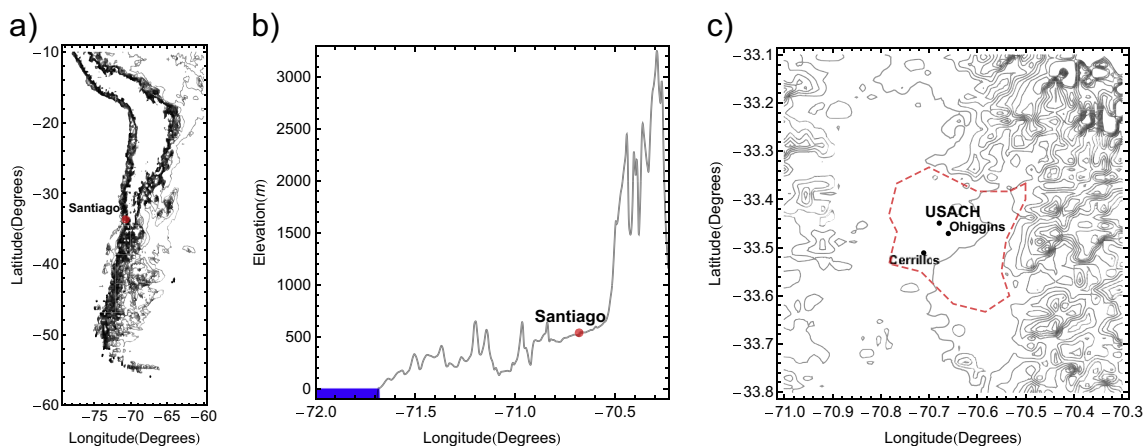 a)
−10
−20
−30
−40
−50
−60
Latitude(Degrees)
Santiago
−75 −70 −65 −60
Longitude(Degrees)
b)
3000
2500
2000
1500
1000
500
0
Elevation(m)
Santiago
−72.0 −71.5 −71.0 −70.5
Longitude(Degrees)
c)
−33.1
−33.2
−33.3
−33.4
−33.5
−33.6
−33.7
−33.8
Latitude(Degrees)
USACH
Ohiggins
Cerrillos
−71.0 −70.9 −70.8 −70.7 −70.6 −70.5 −70.4 −70.3
Longitude(Degrees)